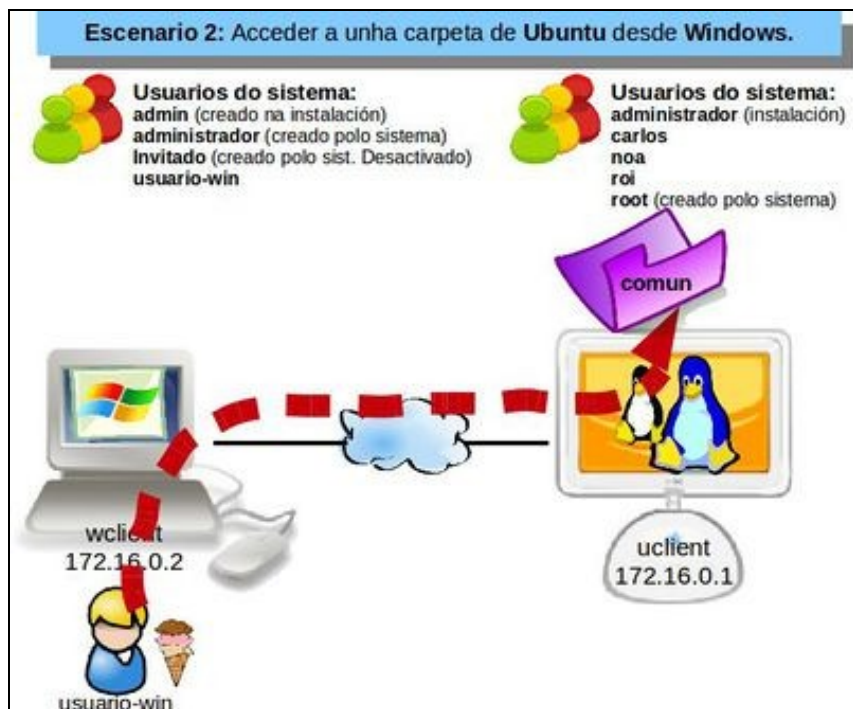 Escenario 2: Acceder a unha carpeta de Ubuntu desde Windows.
Usuarios do sistema:
admin (creado na instalación)
administrador (creado polo sistema)
Invitado (creado polo sist. Desactivado)
usuario-win
Usuarios do sistema:
administrador (instalación)
carlos
noa
roi
root (creado polo sistema)
comun
wclient
172.16.0.2
uclient
172.16.0.1
usuario-win